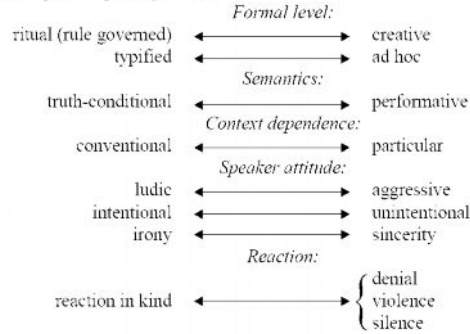 Formal level:
ritual (rule governed) creative
typified ad hoc
Semantics:
truth-conditional performative
Context dependence:
conventional particular
Speaker attitude:
ludic aggressive
intentional unintentional
irony sincerity
Reaction:
denial
reaction in kind violence
silence